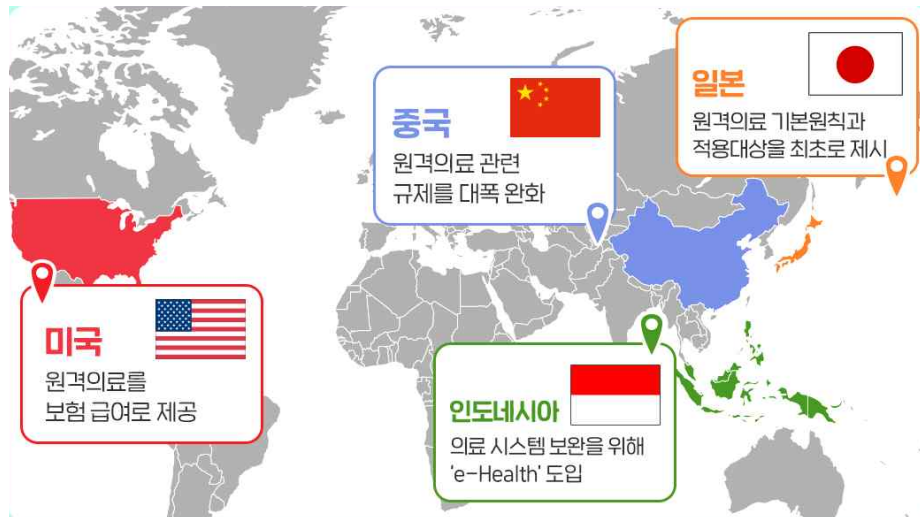 미국
원격의료를
보험 급여로 제공
중국
원격의료 관련
규제를 대폭 완화
일본
원격의료 기본원칙과
적용대상을 최초로 제시
인도네시아
의료 시스템 보완을 위해
'e-Health' 도입